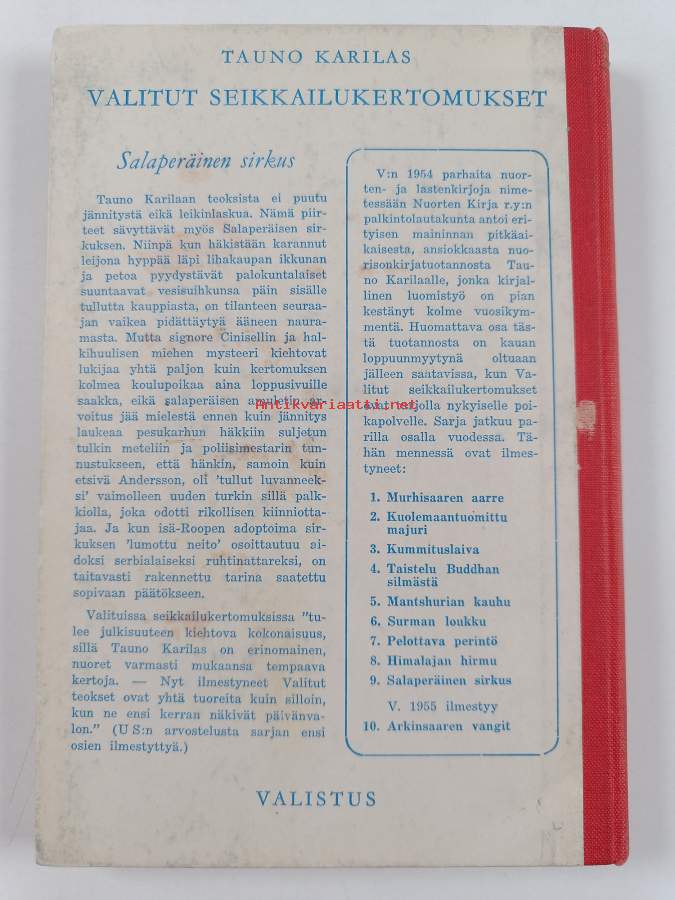 TAUNO KARILAS
VALITUT SEIKKAILUKERTOMUKSET
Salaperäinen sirkus
Tauno Karilaan teoksista ei puutu
jännitystä eikä leikinlaskua. Nämä piir-
teet sävyttävät myös Salaperäisen sir-
kuksen. Niinpä kun häkistään karannut
leijona hyppää läpi lihakaupan ikkunan
ja petoa pyydystävät palokuntalaiset
suuntaavat vesisuihkunsa päin sisälle
tullutta kauppiasta, on tilanteen seuraa-
jan vaikea pidättäytyä ääneen naura-
masta. Mutta signore Cinisellin ja hal-
kihuulisen miehen mysteeri kiehtovat
lukijaa yhtä paljon kuin kertomuksen
kolmea koulupoikaa aina loppusivuille
saakka, eikä salaperäisen amuletin ar-
voitus jää mielestä ennen kuin jännitys
laukeaa pesukarhun häkkiin suljetun
tulkin meteliin ja poliisimestarin tun-
nustukseen, että hänkin, samoin kuin
etsivä Andersson, oli 'tullut luvanneek-
si' vaimolleen uuden turkin sillä palk-
kiolla, joka odotti rikollisen kiinniotta-
jaa. Ja kun isä-Roopen adoptoima sir-
kuksen 'lumottu neito' osoittautuu ai-
doksi serbialaiseksi ruhtinattareksi, on
taitavasti rakennettu tarina saatettu
sopivaan päätökseen.
Valituissa seikkailukertomuksissa "tu-
lee julkisuuteen kiehtova kokonaisuus,
sillä Tauno Karilas on erinomainen,
nuoret varmasti mukaansa tempaava
kertoja. — Nyt ilmestyneet Valitut
teokset ovat yhtä tuoreita kuin silloin,
kun ne ensi kerran näkivät päivänva-
lon." (US:n arvostelusta sarjan ensi
osien ilmestyttyä.)
V:n 1954 parhaita nuor-
ten- ja lastenkirjoja nime-
tessään Nuorten Kirja r.y:n
palkintolautakunta antoi eri-
tyisen maininnan pitkäai-
kaisesta, ansiokkaasta nuo-
risonkirjatuotannosta Tau-
no Karilaalle, jonka kirjal-
linen luomistyö on pian
kestänyt kolme vuosikym-
mentä. Huomattava osa täs-
tä tuotannosta on kauan
loppuunmyytynä oltuaan
jälleen saatavissa, kun Va-
litut seikkailukertomukset
ovat tarjolla nykyiselle poi-
kapolvelle. Sarja jatkuu pa-
rilla osalla vuodessa. Tä-
hän mennessä ovat ilmes-
tyneet:
1. Murhisaaren aarre
2. Kuolemaantuomittu
majuri
3. Kummituslaiva
4. Taistelu Buddhan
silmästä
5. Mantshurian kauhu
6. Surman loukku
7. Pelottava perintö
8. Himalajan hirmu
9. Salaperäinen sirkus
V. 1955 ilmestyy
10. Arkinsaaren vangit
VALISTUS
Antikvariaatti.net